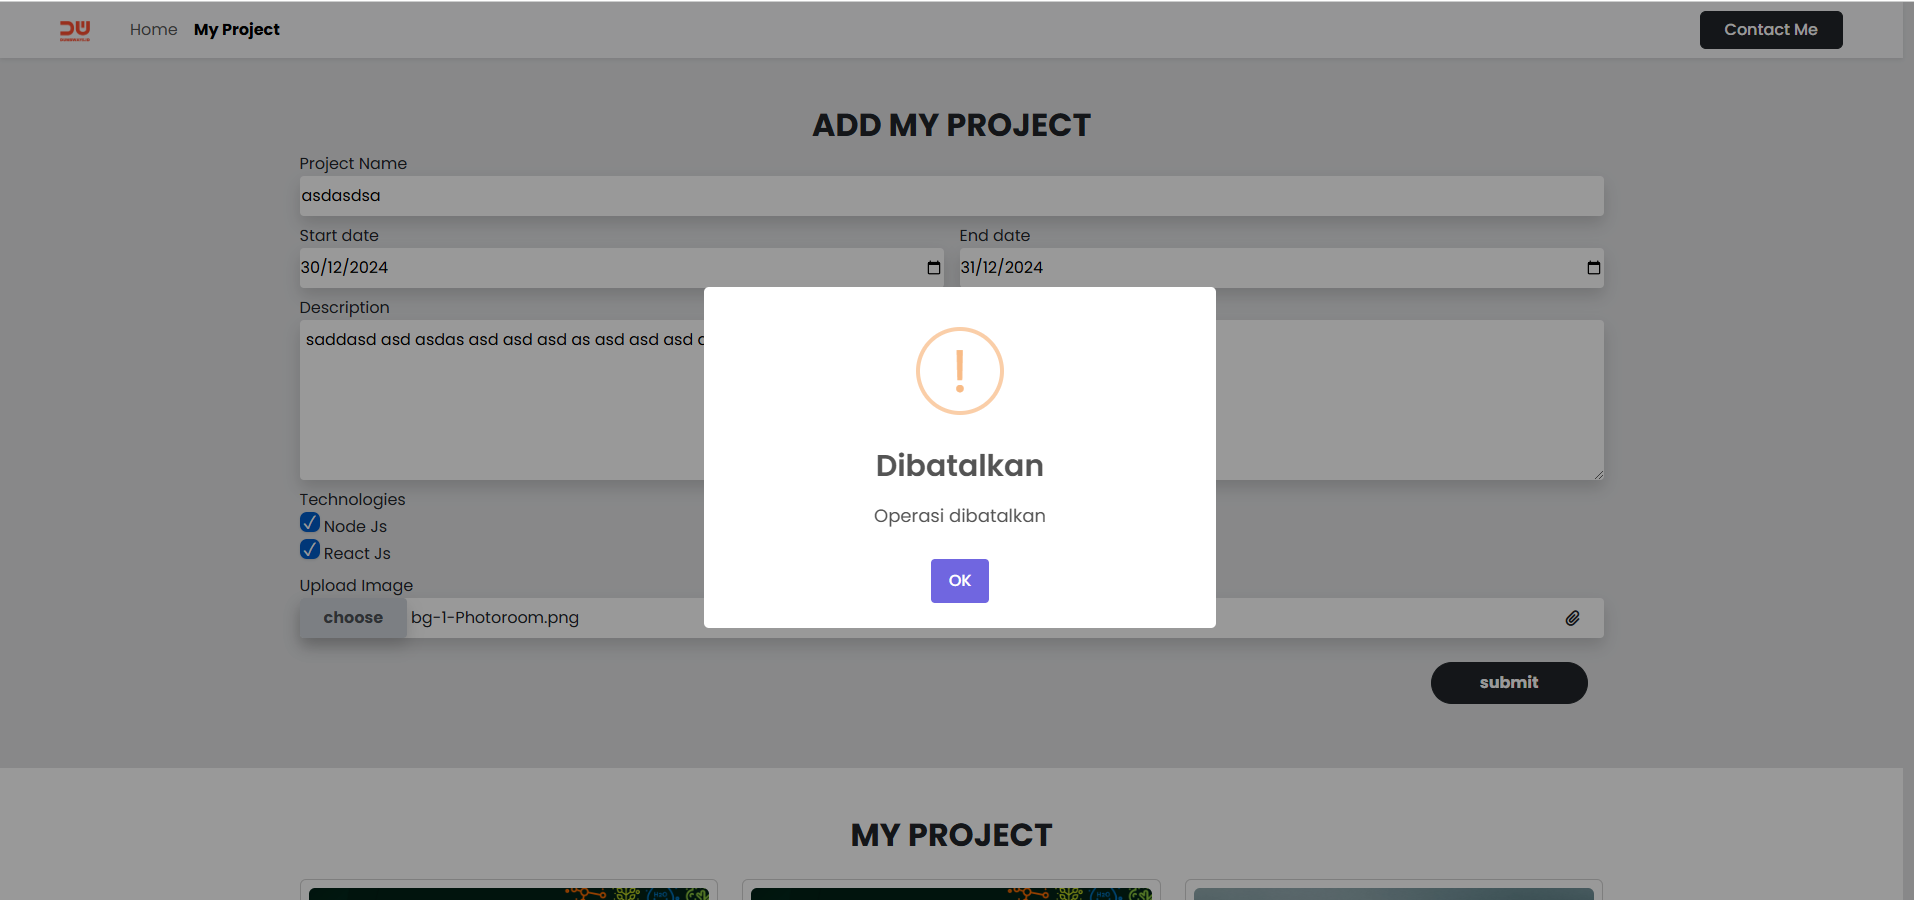 Home My Project Contact Me
ADD MY PROJECT
Project Name
asdasdsa
Start date End date
30/12/2024 31/12/2024
Description
saddasd asd asdas asd asd asd as asd asd asd
Technologies
Node Js
React Js
Upload Image
choose bg-1-Photoroom.png
!
Dibatalkan
Operasi dibatalkan
OK
submit
MY PROJECT